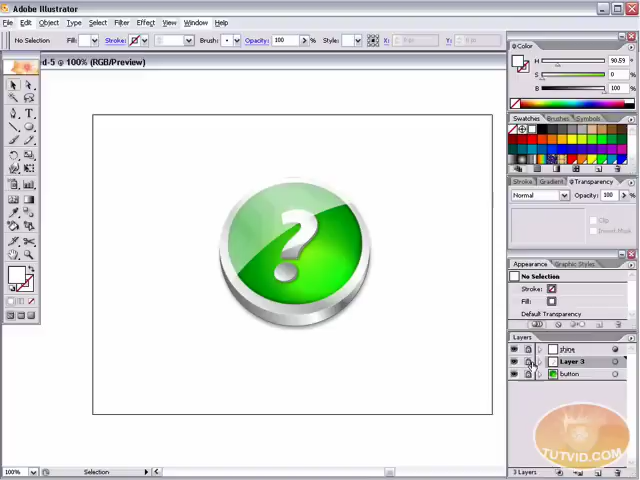 Adobe Illustrator
File Edit Object Type Select Filter Effect View Window Help
No Selection Fill: Stroke: Brush: Opacity: 100 % Style: X: Y:
d-5 @ 100% (RGB/Preview)
Color
H 90.59 °
S 0 %
B 100 %
Swatches Brushes Symbols
Stroke Gradient Transparency
Normal Opacity: 100 %
Clip
Invert Mask
Appearance Graphic Styles
No Selection
Stroke:
Fill:
Default Transparency
Layers
shine
Layer 3
button
?
TUTVID.COM
100% Selection 3 Layers